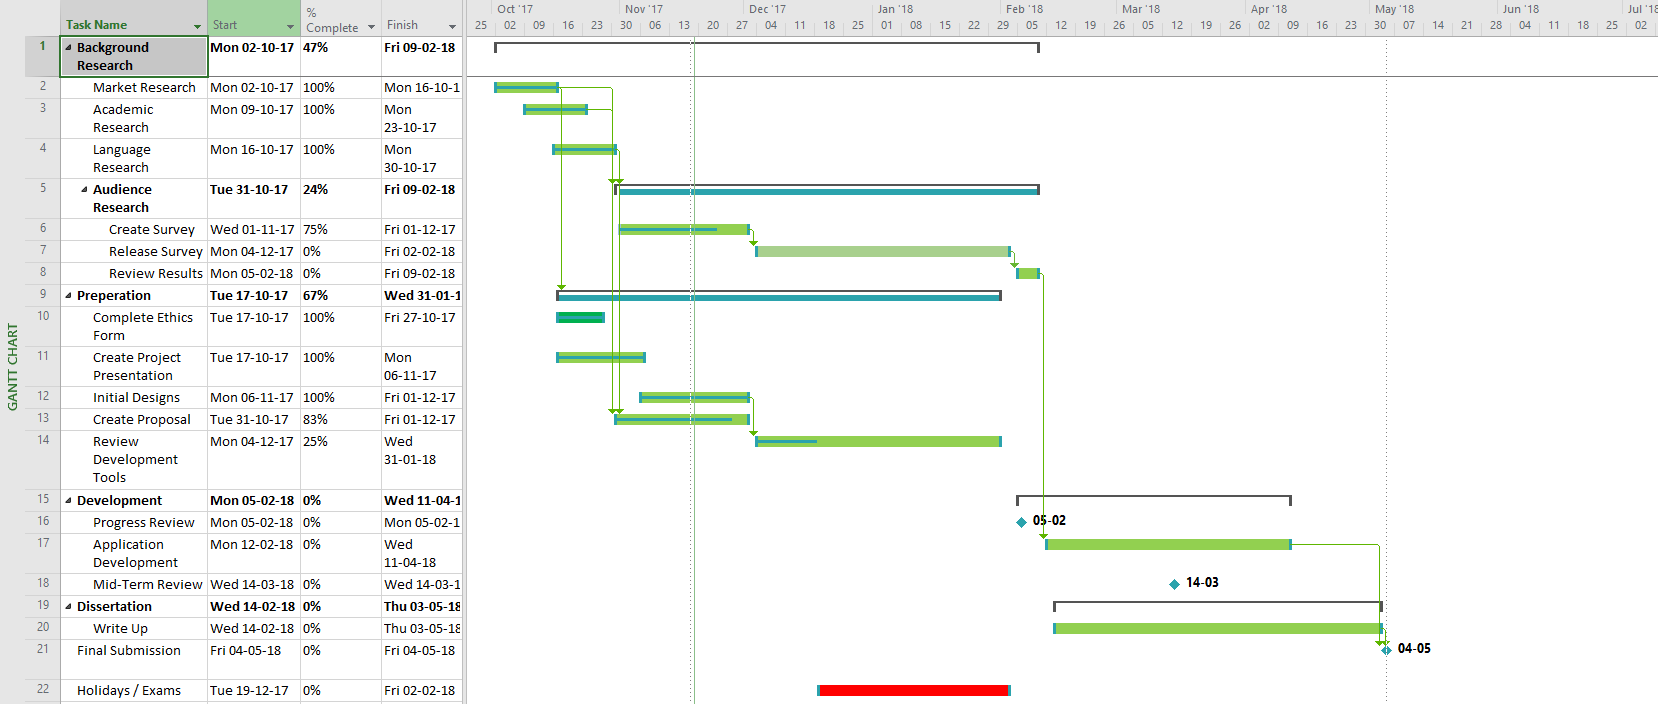 Oct '17 Nov '17 Dec '17 Jan '18 Feb '18 Mar '18 Apr '18 May '18 Jun '18 Jul '18
Task Name Start % Complete Finish 25 02 09 16 23 30 06 13 20 27 04 11 18 25 01 08 15 22 29 05 12 19 26 05 12 19 26 02 09 16 23 30 07 14 21 28 04 11 18 25 02
GANTT CHART
1 Background Mon 02-10-17 47% Fri 09-02-18
Research
2 Market Research Mon 02-10-17 100% Mon 16-10-1
3 Academic Mon 09-10-17 100% Mon
Research 23-10-17
4 Language Mon 16-10-17 100% Mon
Research 30-10-17
5 Audience Tue 31-10-17 24% Fri 09-02-18
Research
6 Create Survey Wed 01-11-17 75% Fri 01-12-17
7 Release Survey Mon 04-12-17 0% Fri 02-02-18
8 Review Results Mon 05-02-18 0% Fri 09-02-18
9 Preperation Tue 17-10-17 67% Wed 31-01-1
10 Complete Ethics Tue 17-10-17 100% Fri 27-10-17
Form
11 Create Project Tue 17-10-17 100% Mon
Presentation 06-11-17
12 Initial Designs Mon 06-11-17 100% Fri 01-12-17
13 Create Proposal Tue 31-10-17 83% Fri 01-12-17
14 Review Mon 04-12-17 25% Wed
Development 31-01-18
Tools
15 Development Mon 05-02-18 0% Wed 11-04-1
16 Progress Review Mon 05-02-18 0% Mon 05-02-1 05-02
17 Application Mon 12-02-18 0% Wed
Development 11-04-18
18 Mid-Term Review Wed 14-03-18 0% Wed 14-03-1 14-03
19 Dissertation Wed 14-02-18 0% Thu 03-05-18
20 Write Up Wed 14-02-18 0% Thu 03-05-18
21 Final Submission Fri 04-05-18 0% Fri 04-05-18 04-05
22 Holidays / Exams Tue 19-12-17 0% Fri 02-02-18